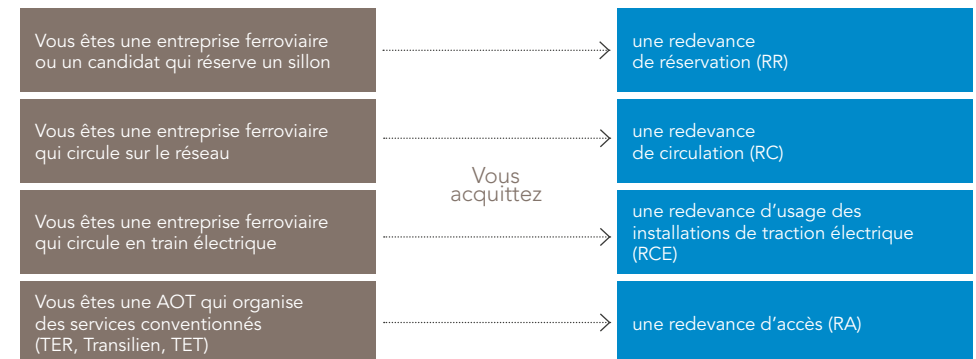 Vous êtes une entreprise ferroviaire
ou un candidat qui réserve un sillon
une redevance
de réservation (RR)
Vous êtes une entreprise ferroviaire
qui circule sur le réseau
une redevance
de circulation (RC)
Vous
acquittez
Vous êtes une entreprise ferroviaire
qui circule en train électrique
une redevance d’usage des
installations de traction électrique
(RCE)
Vous êtes une AOT qui organise
des services conventionnés
(TER, Transilien, TET)
une redevance d’accès (RA)